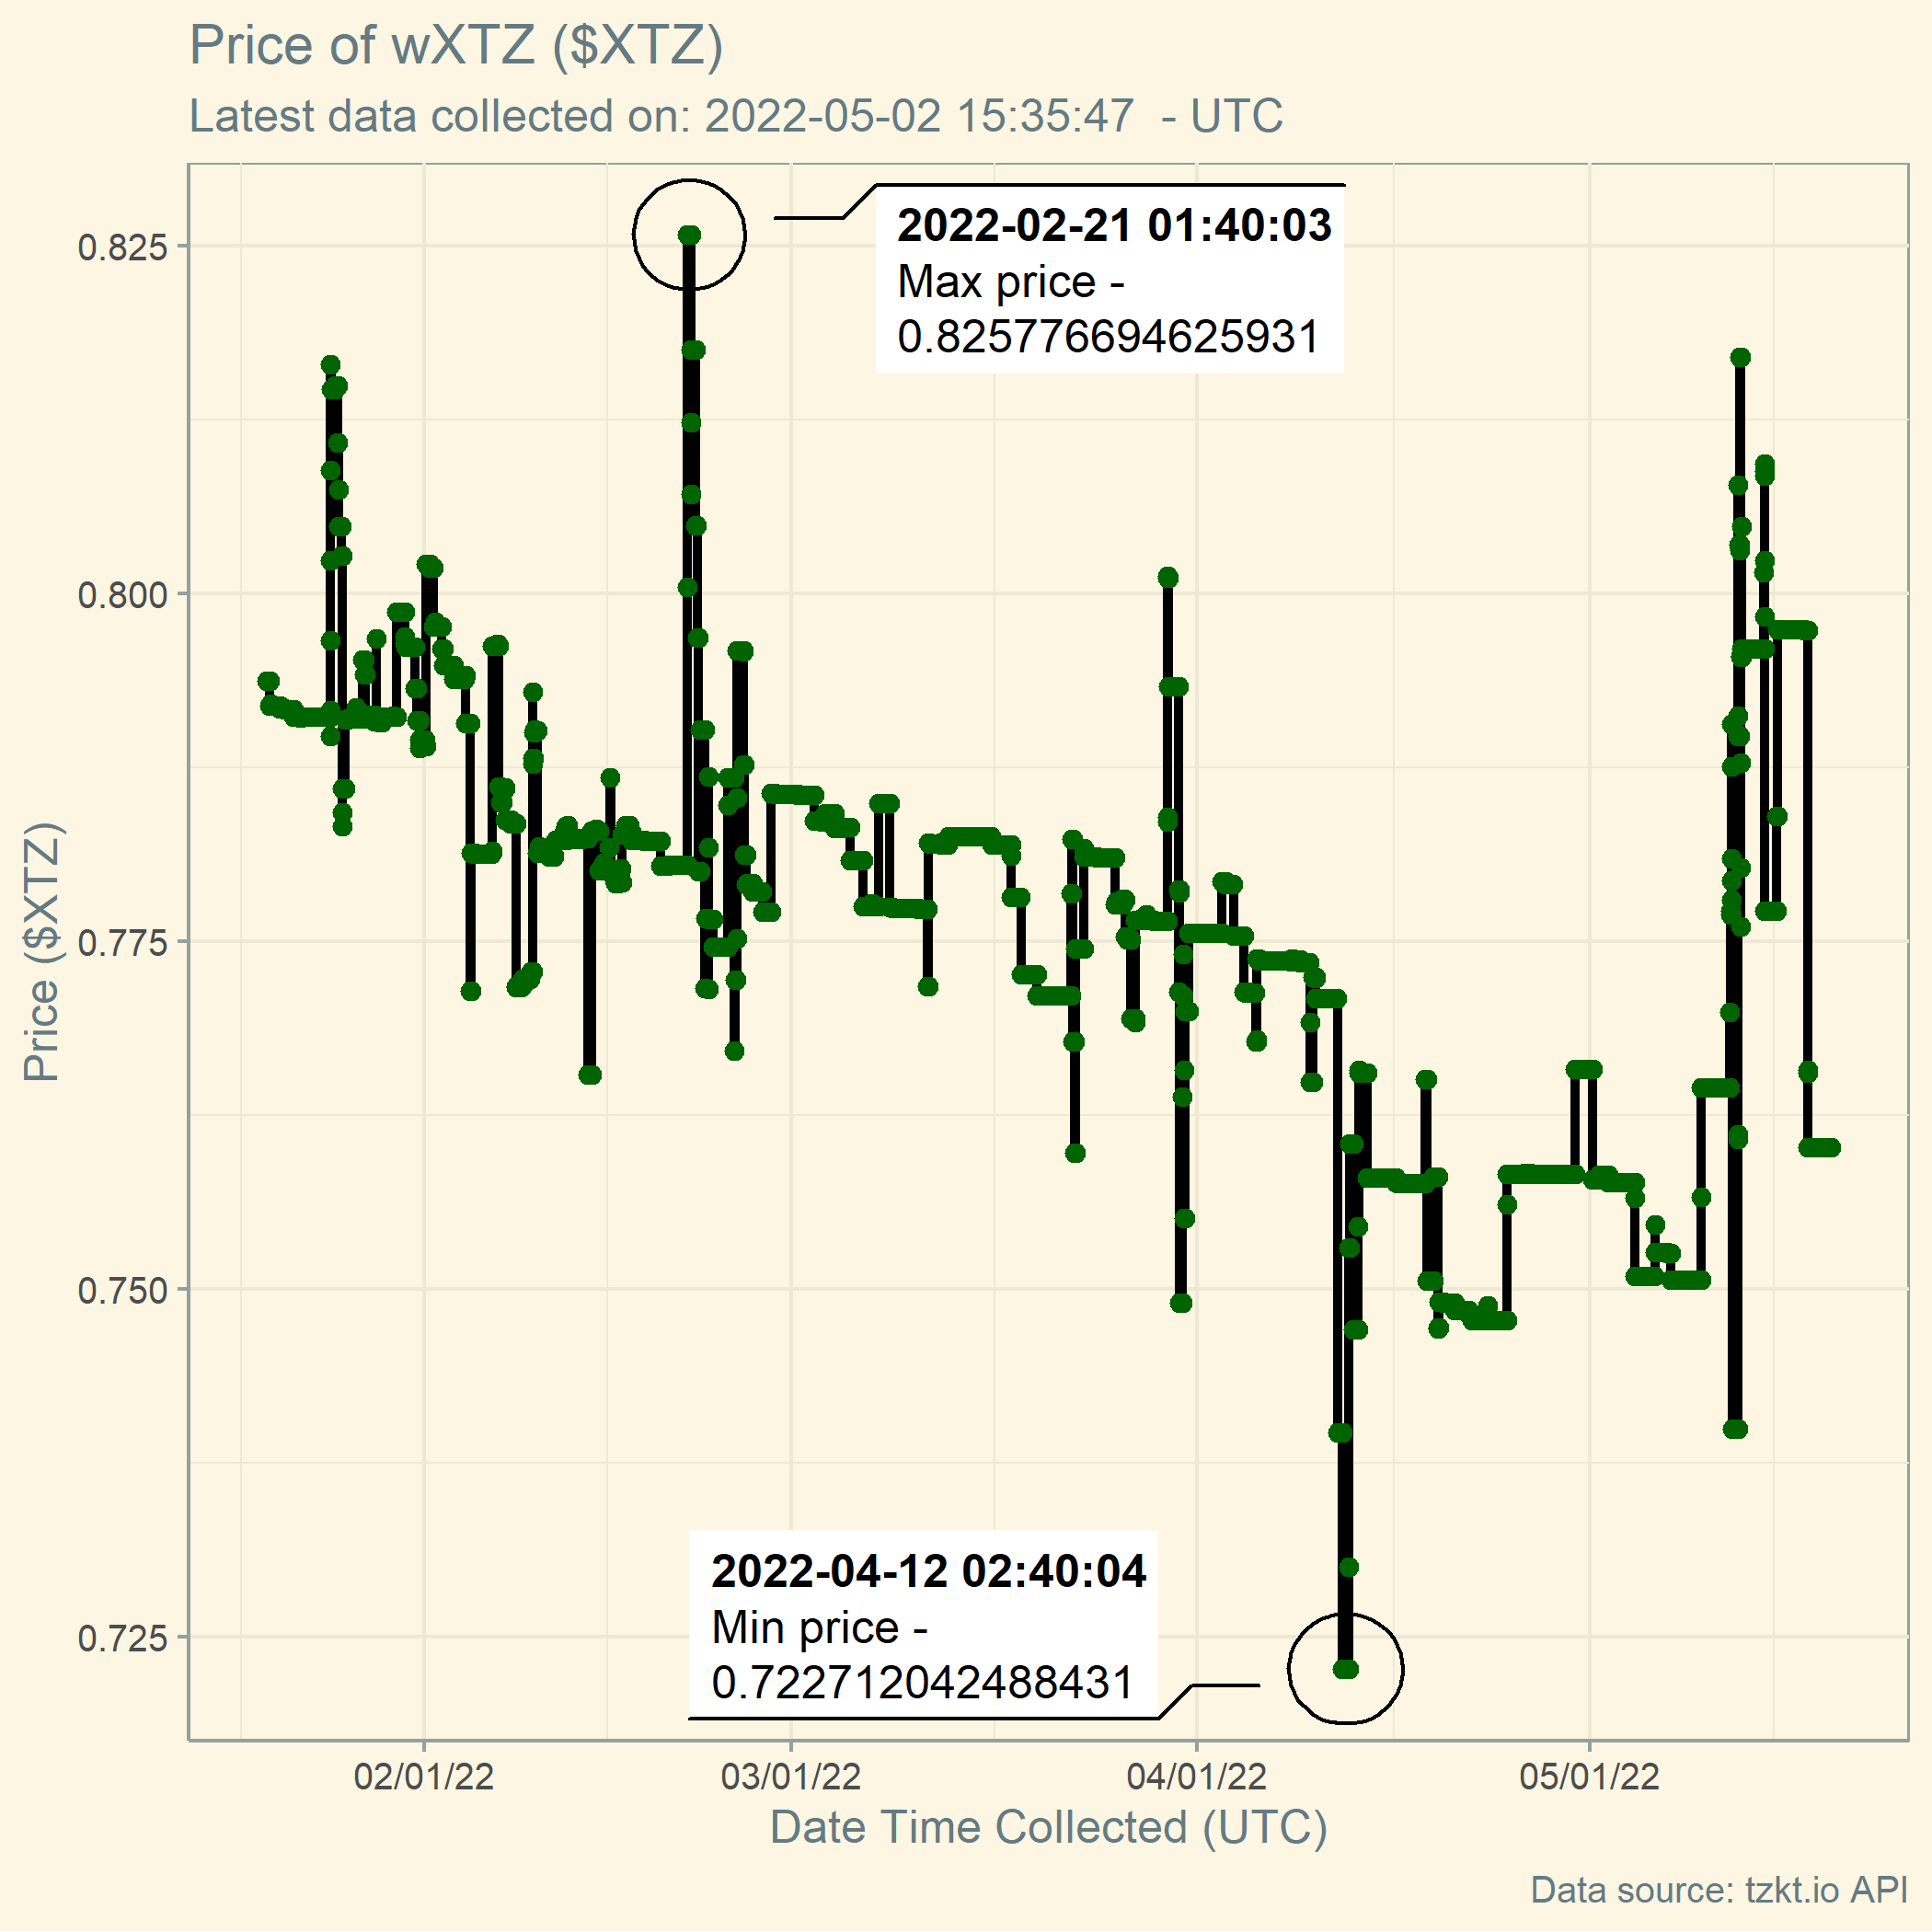 Price of wXTZ ($XTZ)
Latest data collected on: 2022-05-02 15:35:47  - UTC
2022-02-21 01:40:03
Max price -
0.825776694625931
0.825
0.800
0.775
0.750
0.725
Price ($XTZ)
2022-04-12 02:40:04
Min price -
0.722712042488431
02/01/22
03/01/22
04/01/22
05/01/22
Date Time Collected (UTC)
Data source: tzkt.io API